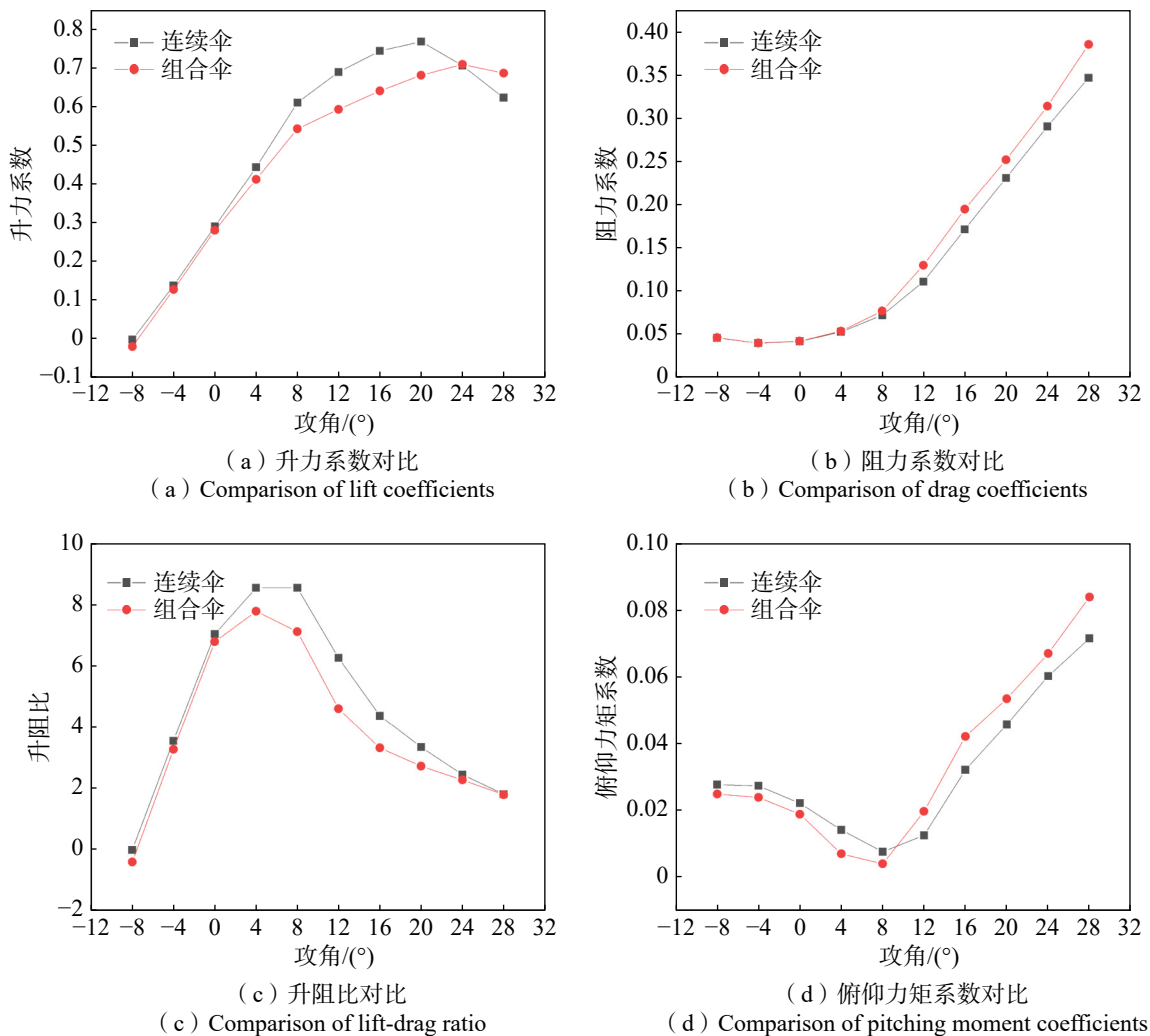 0.85
0.8
0.7
0.6
0.5
0.4
0.3
0.2
0.1
0
−0.1
升力系数
连续伞
组合伞
−12 −8 −4 0 4 8 12 16 20 24 28 32
攻角/(°)
（a）升力系数对比
（a）Comparison of lift coefficients
0.40
0.35
0.30
0.25
0.20
0.15
0.10
0.05
0
阻力系数
连续伞
组合伞
−12 −8 −4 0 4 8 12 16 20 24 28 32
攻角/(°)
（b）阻力系数对比
（b）Comparison of drag coefficients
10
8
6
4
2
0
−2
升阻比
连续伞
组合伞
−12 −8 −4 0 4 8 12 16 20 24 28 32
攻角/(°)
（c）升阻比对比
（c）Comparison of lift-drag ratio
0.10
0.08
0.06
0.04
0.02
0
俯仰力矩系数
连续伞
组合伞
−12 −8 −4 0 4 8 12 16 20 24 28 32
攻角/(°)
（d）俯仰力矩系数对比
（d）Comparison of pitching moment coefficients